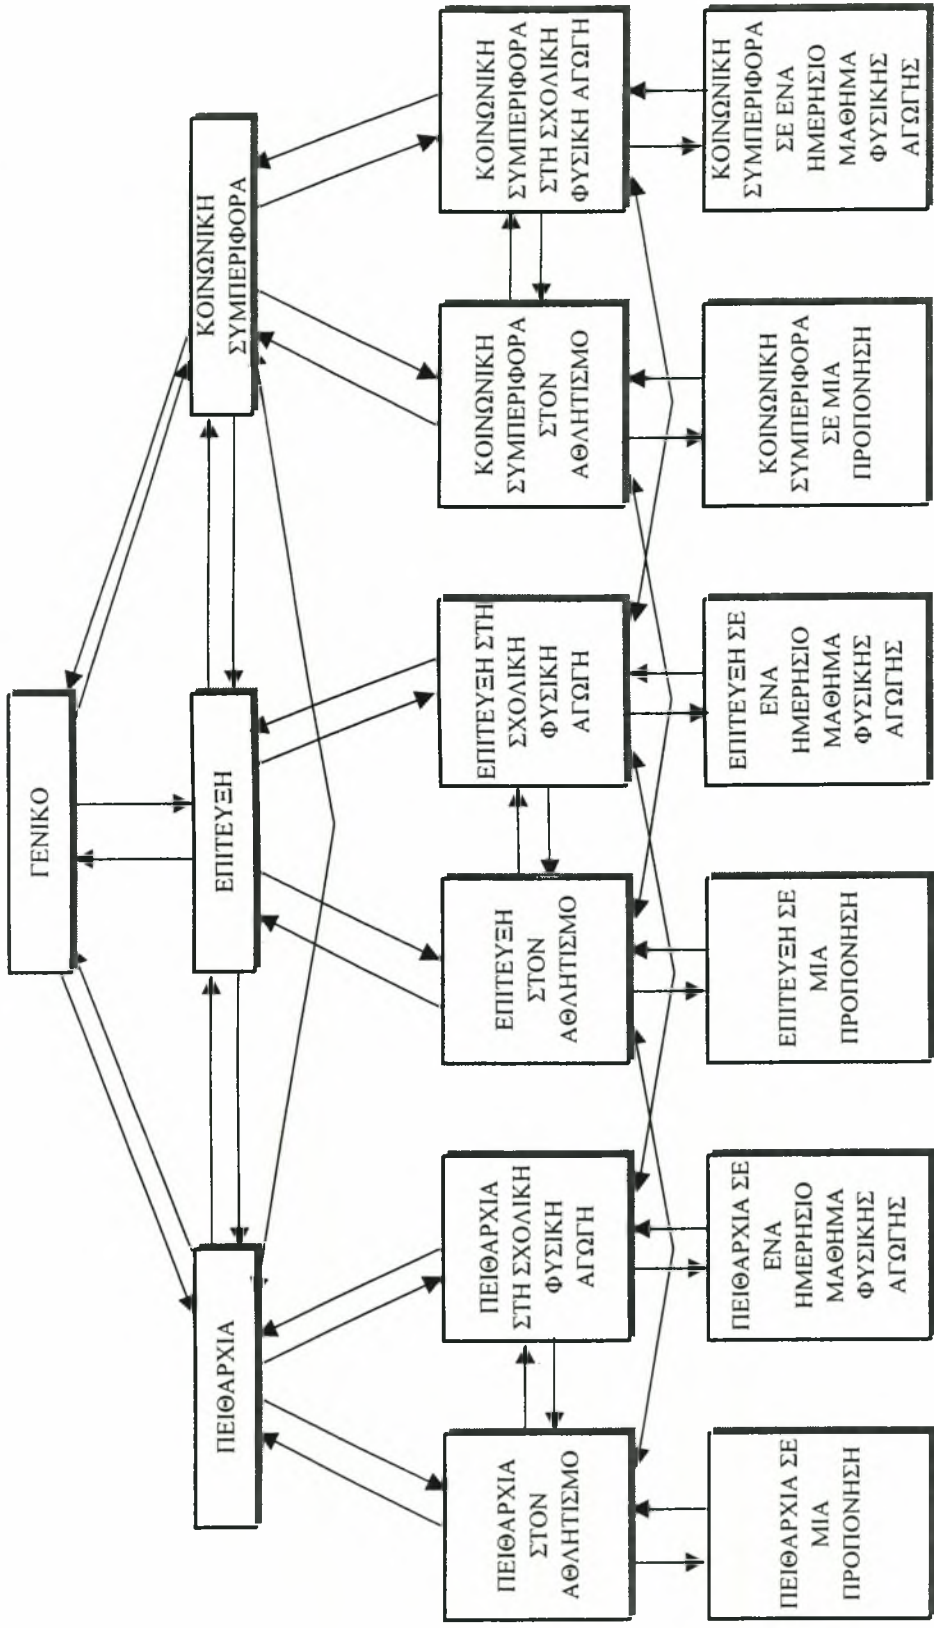 ΓΕΝΙΚΟ
ΠΕΙΘΑΡΧΙΑ
ΕΠΙΤΕΥΞΗ
ΚΟΙΝΩΝΙΚΗ
ΣΥΜΠΕΡΙΦΟΡΑ
ΠΕΙΘΑΡΧΙΑ
ΣΤΟΝ
ΑΘΛΗΤΙΣΜΟ
ΠΕΙΘΑΡΧΙΑ
ΣΤΗ ΣΧΟΛΙΚΗ
ΦΥΣΙΚΗ
ΑΓΩΓΗ
ΕΠΙΤΕΥΞΗ
ΣΤΟΝ
ΑΘΛΗΤΙΣΜΟ
ΕΠΙΤΕΥΞΗ ΣΤΗ
ΣΧΟΛΙΚΗ
ΦΥΣΙΚΗ
ΑΓΩΓΗ
ΚΟΙΝΩΝΙΚΗ
ΣΥΜΠΕΡΙΦΟΡΑ
ΣΤΟΝ
ΑΘΛΗΤΙΣΜΟ
ΚΟΙΝΩΝΙΚΗ
ΣΥΜΠΕΡΙΦΟΡΑ
ΣΤΗ ΣΧΟΛΙΚΗ
ΦΥΣΙΚΗ ΑΓΩΓΗ
ΠΕΙΘΑΡΧΙΑ ΣΕ
ΜΙΑ
ΠΡΟΠΟΝΗΣΗ
ΠΕΙΘΑΡΧΙΑ ΣΕ
ΕΝΑ
ΗΜΕΡΗΣΙΟ
ΜΑΘΗΜΑ
ΦΥΣΙΚΗΣ
ΑΓΩΓΗΣ
ΕΠΙΤΕΥΞΗ ΣΕ
ΜΙΑ
ΠΡΟΠΟΝΗΣΗ
ΕΠΙΤΕΥΞΗ ΣΕ
ΕΝΑ
ΗΜΕΡΗΣΙΟ
ΜΑΘΗΜΑ
ΦΥΣΙΚΗΣ
ΑΓΩΓΗΣ
ΚΟΙΝΩΝΙΚΗ
ΣΥΜΠΕΡΙΦΟΡΑ
ΣΕ ΜΙΑ
ΠΡΟΠΟΝΗΣΗ
ΚΟΙΝΩΝΙΚΗ
ΣΥΜΠΕΡΙΦΟΡΑ
ΣΕ ΕΝΑ
ΗΜΕΡΗΣΙΟ
ΜΑΘΗΜΑ
ΦΥΣΙΚΗΣ
ΑΓΩΓΗΣ